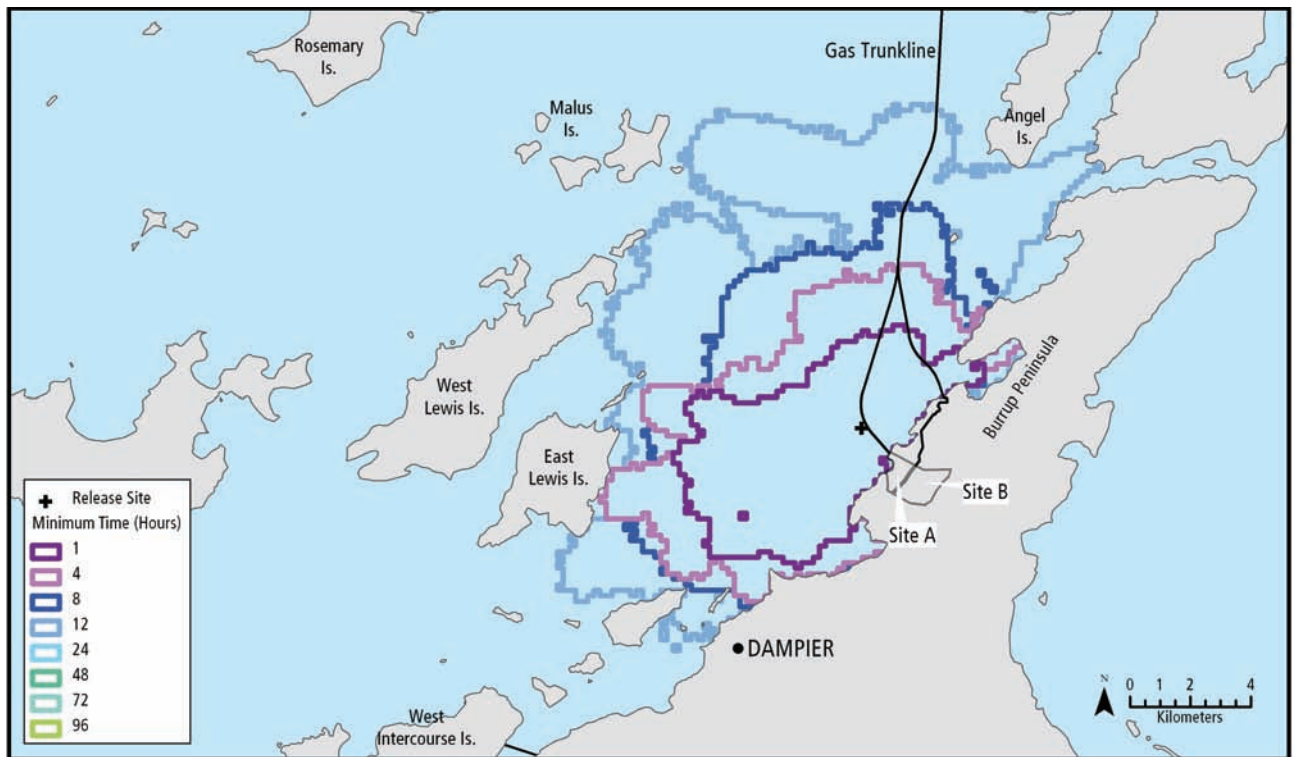 Rosemary
Is.
Gas Trunkline
Malus
Is.
Angel
Is.
West
Lewis Is.
Burrup Peninsula
East
Lewis Is.
Site B
Site A
Release Site
Minimum Time (Hours)
1
4
8
12
24
48
72
96
DAMPIER
West
Intercourse Is.
N
0 1 2 4
Kilometers